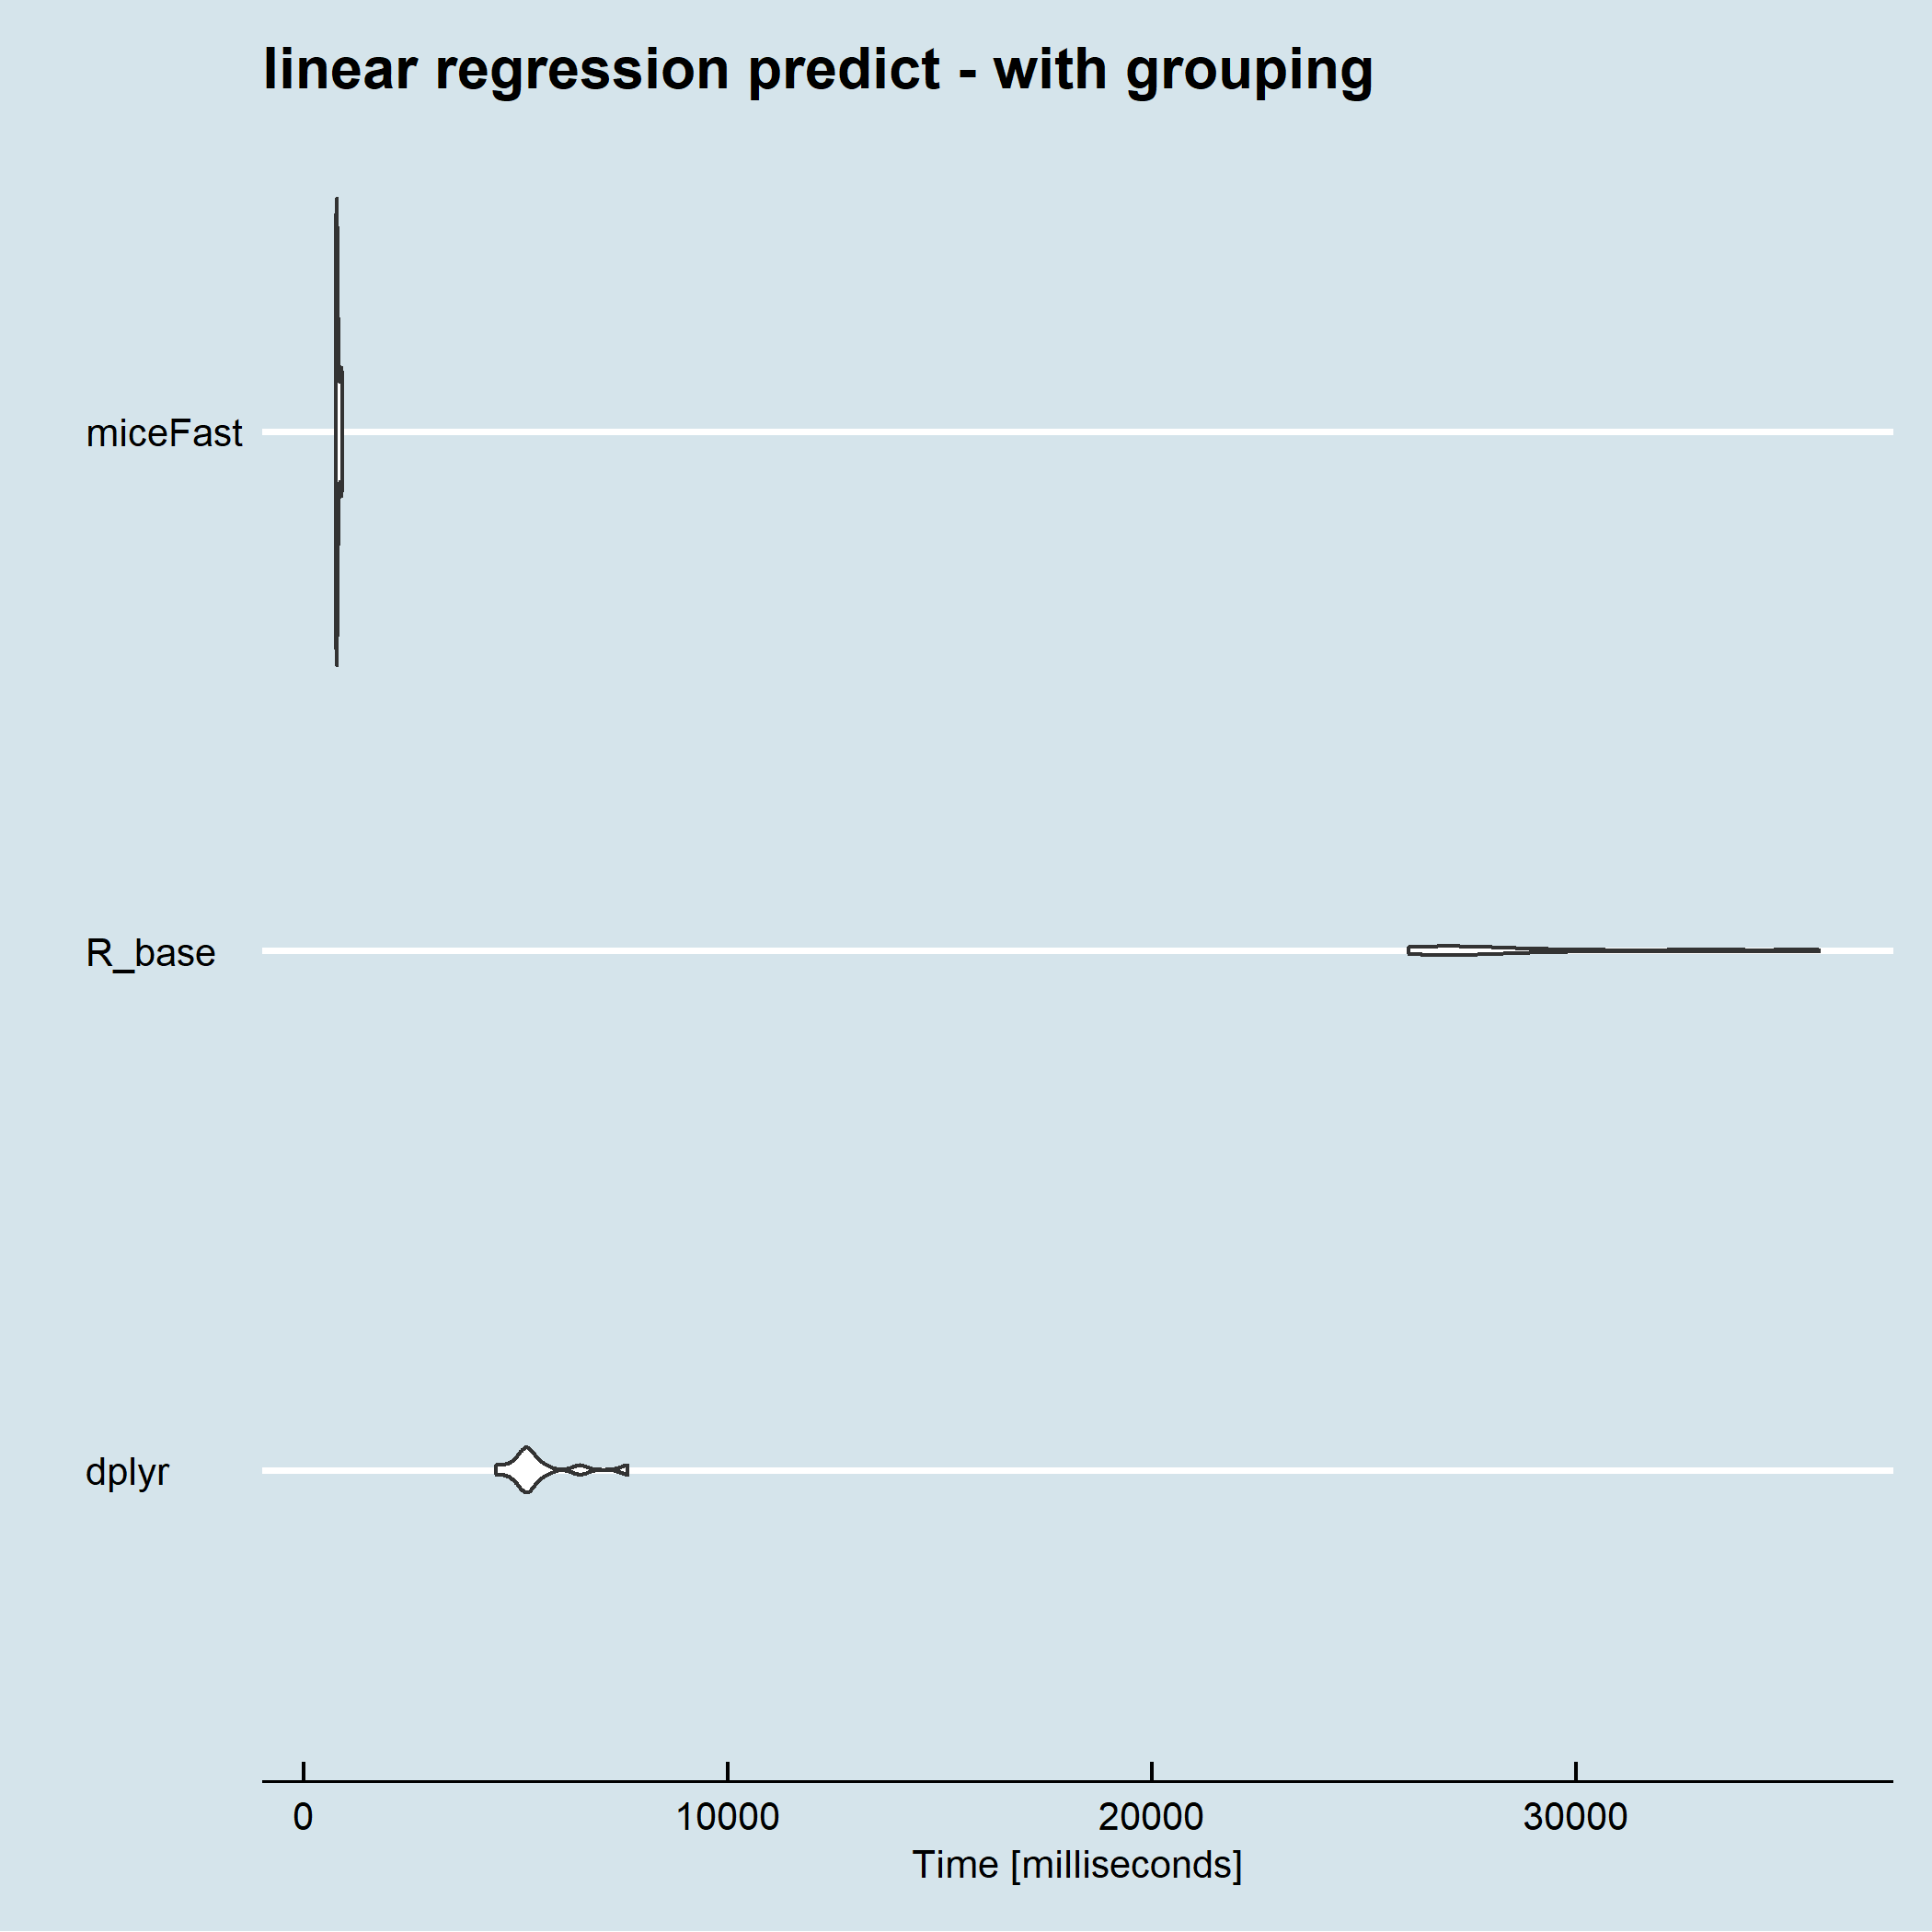 linear regression predict - with grouping
miceFast
R_base
dplyr
0 10000 20000 30000
Time [milliseconds]